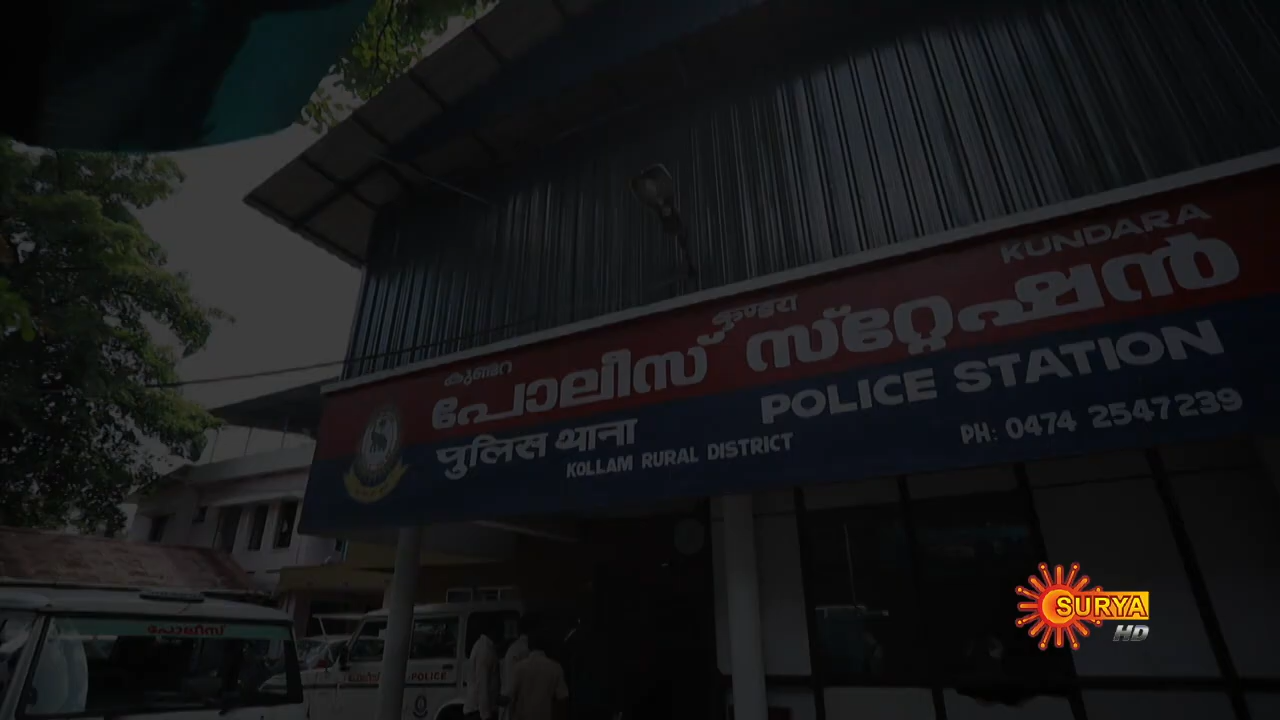 KUNDARA
കുണ്ടറ
പോലീസ് സ്റ്റേഷൻ
पुलिस थाना
POLICE STATION
KOLLAM RURAL DISTRICT
PH: 0474 2547239
SURYA
HD
പോലീസ്
POLICE